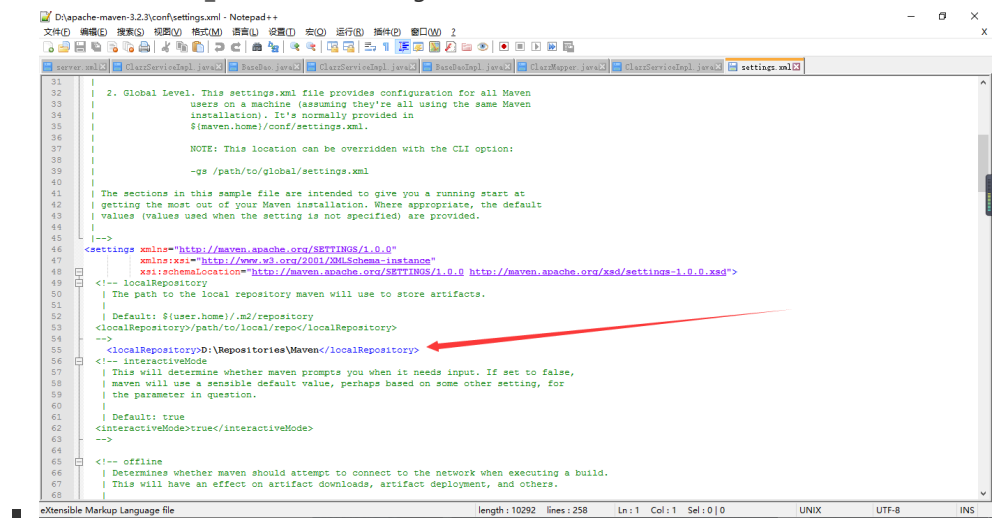 D:\apache-maven-3.2.3\conf\settings.xml - Notepad++
文件(F) 编辑(E) 搜索(S) 视图(V) 格式(M) 语言(L) 设置(T) 宏(O) 运行(R) 插件(P) 窗口(W) ? X
server.xml ClazzServiceImpl.java BaseDao.java ClazzServiceImpl.java BaseDaoImpl.java ClazzMapper.java ClazzServiceImpl.java settings.xml
31 |
32 | 2. Global Level. This settings.xml file provides configuration for all Maven
33 | users on a machine (assuming they're all using the same Maven
34 | installation). It's normally provided in
35 | ${maven.home}/conf/settings.xml.
36 |
37 | NOTE: This location can be overridden with the CLI option:
38 |
39 | -gs /path/to/global/settings.xml
40 |
41 | The sections in this sample file are intended to give you a running start at
42 | getting the most out of your Maven installation. Where appropriate, the default
43 | values (values used when the setting is not specified) are provided.
44 |
45 |-->
46 <settings xmlns="http://maven.apache.org/SETTINGS/1.0.0"
47 xmlns:xsi="http://www.w3.org/2001/XMLSchema-instance"
48 xsi:schemaLocation="http://maven.apache.org/SETTINGS/1.0.0 http://maven.apache.org/xsd/settings-1.0.0.xsd">
49 <!-- localRepository
50 | The path to the local repository maven will use to store artifacts.
51 |
52 | Default: ${user.home}/.m2/repository
53 <localRepository>/path/to/local/repo</localRepository>
54 -->
55 <localRepository>D:\Repositories\Maven</localRepository>
56 <!-- interactiveMode
57 | This will determine whether maven prompts you when it needs input. If set to false,
58 | maven will use a sensible default value, perhaps based on some other setting, for
59 | the parameter in question.
60 |
61 | Default: true
62 <interactiveMode>true</interactiveMode>
63 -->
64
65 <!-- offline
66 | Determines whether maven should attempt to connect to the network when executing a build.
67 | This will have an effect on artifact downloads, artifact deployment, and others.
68 |
eXtensible Markup Language file length : 10292 lines : 258 Ln : 1 Col : 1 Sel : 0 | 0 UNIX UTF-8 INS